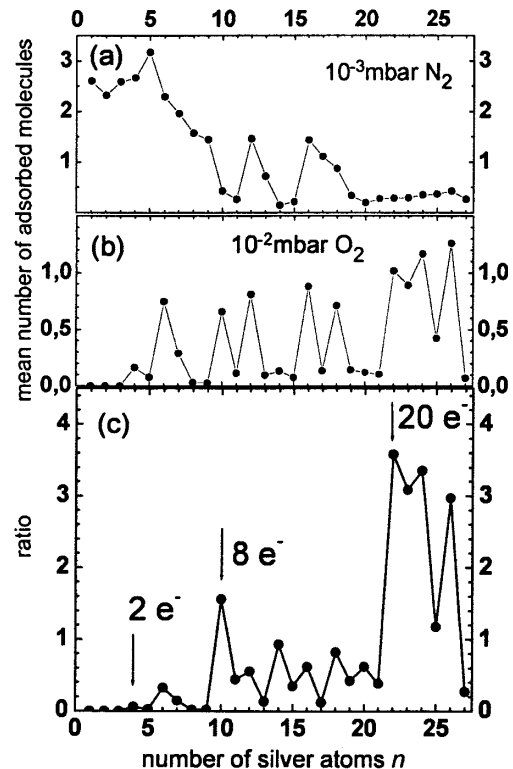 0 5 10 15 20 25
mean number of adsorbed molecules
(a)
10-3mbar N2
3 3
2 2
1 1
(b)
10-2mbar O2
1,0 1,0
0,5 0,5
0,0 0,0
(c)
20 e-
8 e-
2 e-
ratio
4 4
3 3
2 2
1 1
0 0
0 5 10 15 20 25
number of silver atoms n